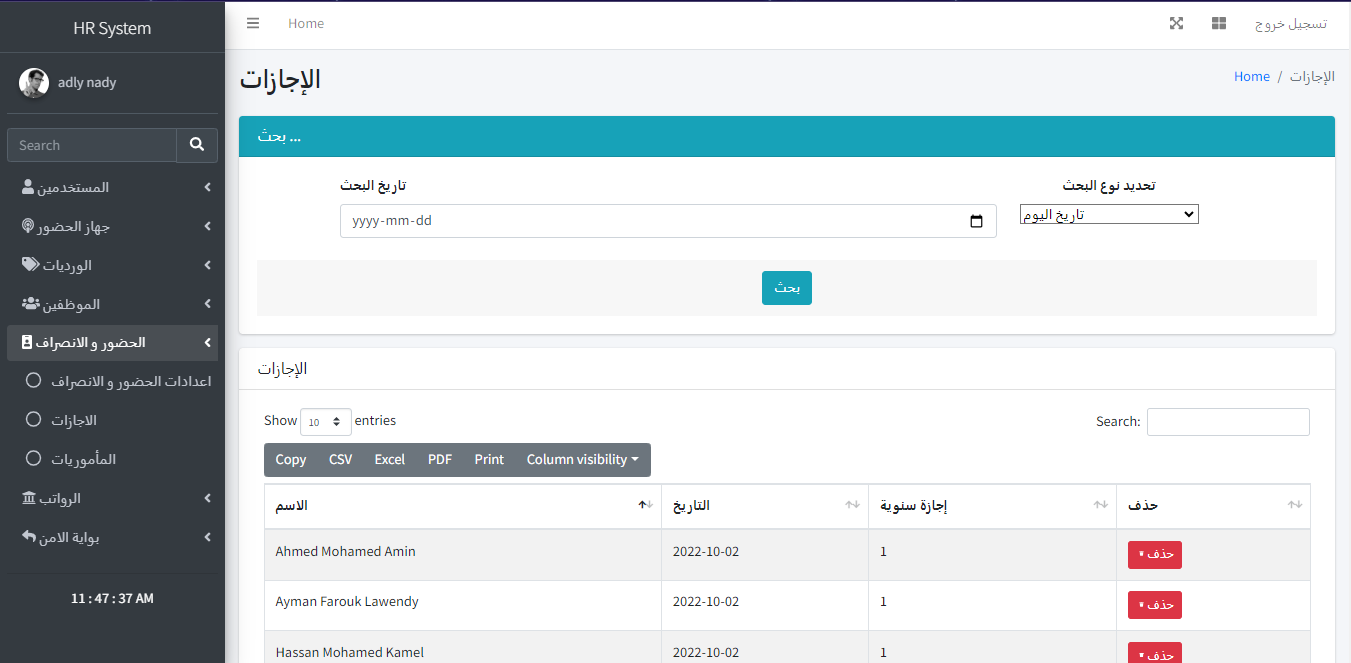 HR System
adly nady
Search
المستخدمين
جهاز الحضور
الورديات
الموظفين
الحضور و الانصراف
اعدادات الحضور و الانصراف
الاجازات
المأموريات
الرواتب
بوابة الامن
11 : 47 : 37 AM
Home
تسجيل خروج
الإجازات
Home / الإجازات
بحث ...
تاريخ البحث
تحديد نوع البحث
yyyy-mm-dd
تاريخ اليوم
بحث
الإجازات
Show 10 entries
Search:
Copy CSV Excel PDF Print Column visibility
الاسم التاريخ إجازة سنوية حذف
Ahmed Mohamed Amin 2022-10-02 1 حذف
Ayman Farouk Lawendy 2022-10-02 1 حذف
Hassan Mohamed Kamel 2022-10-02 1 حذف